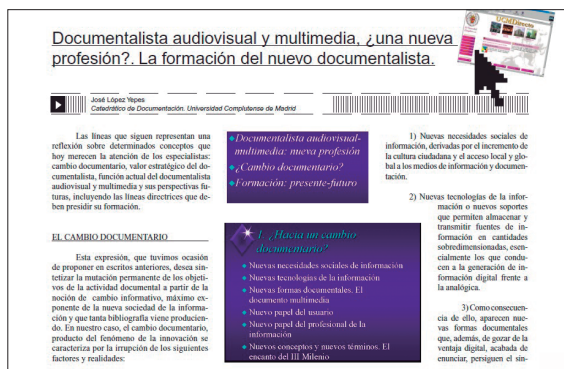 Documentalista audiovisual y multimedia, ¿una nueva
profesión?. La formación del nuevo documentalista.
José López Yepes
Catedrático de Documentación. Universidad Complutense de Madrid
Las líneas que siguen representan una
reflexión sobre determinados conceptos que
hoy merecen la atención de los especialistas:
cambio documentario, valor estratégico del do-
cumentalista, función actual del documentalista
audiovisual y multimedia y sus perspectivas fu-
turas, incluyendo las líneas directrices que de-
ben presidir su formación.
EL CAMBIO DOCUMENTARIO
Esta expresión, que tuvimos ocasión
de proponer en escritos anteriores, desea sin-
tetizar la mutación permanente de los objeti-
vos de la actividad documental a partir de la
noción de cambio informativo, máximo ex-
ponente de la nueva sociedad de la informa-
ción y que tanta bibliografía viene producien-
do. En nuestro caso, el cambio documentario,
producto del fenómeno de la innovación se
caracteriza por la irrupción de los siguientes
factores y realidades:
Documentalista audiovisual-
multimedia: nueva profesión
¿Cambio documentario?
Formación: presente-futuro
1. ¿Hacia un cambio
documentario?
Nuevas necesidades sociales de información
Nuevas tecnologías de la información
Nuevas formas documentales. El
documento multimedia
Nuevo papel del usuario
Nuevo papel del profesional de la
información
Nuevos conceptos y nuevos términos. El
encanto del III Milenio
1) Nuevas necesidades sociales de
información, derivadas por el incremento de
la cultura ciudadana y el acceso local y glo-
bal a los medios de información y documen-
tación.
2) Nuevas tecnologías de la infor-
mación o nuevos soportes
que permiten almacenar y
transmitir fuentes de in-
formación en cantidades
sobredimensionadas, esen-
cialmente los que condu-
cen a la generación de in-
formación digital frente a
la analógica.
3) Como consecuen-
cia de ello, aparecen nue-
vas formas documentales
que, además, de gozar de la
ventaja digital, acabada de
enunciar, persiguen el sin-